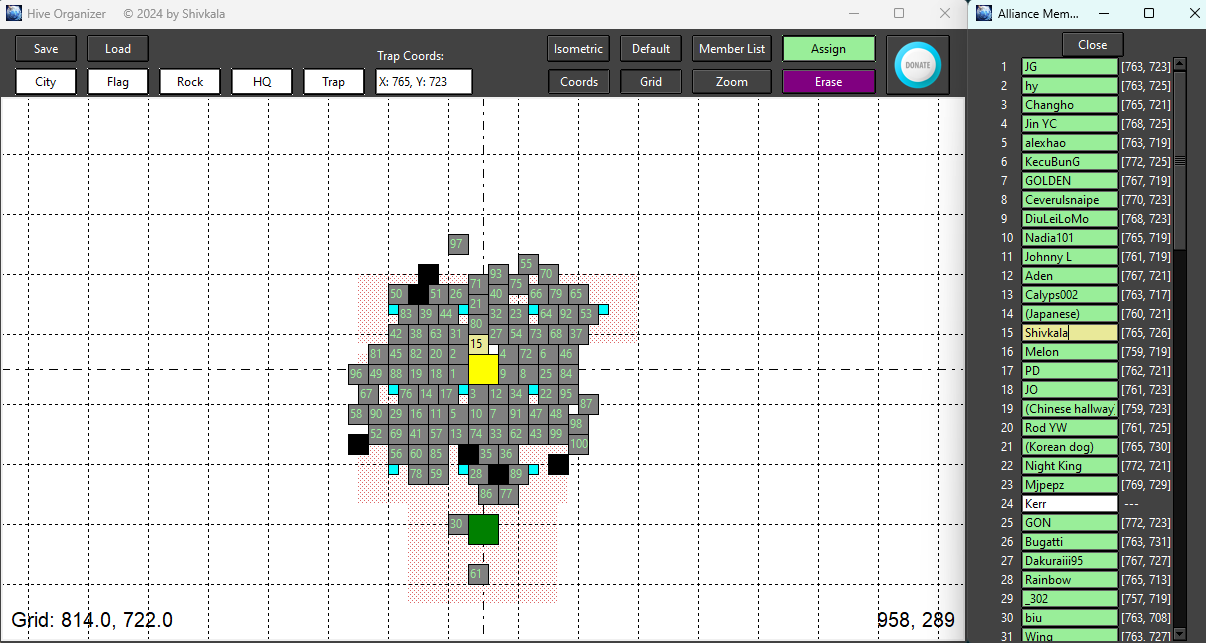 Hive Organizer © 2024 by Shivkala
Alliance Mem...
Save Load
Trap Coords:
Isometric Default Member List Assign
DONATE
City Flag Rock HQ Trap X: 765, Y: 723
Coords Grid Zoom Erase
97
55
93 70
71 75
50 51 26 40 66 79 65
21
83 39 44 32 23 64 92 53
80
42 38 63 31 27 54 73 68 37
15
81 45 82 20 2 4 72 6 46
96 49 88 19 18 1 9 8 25 84
67 76 14 17 3 12 34 22 95
87
58 90 29 16 11 5 10 7 91 47 48
98
52 69 41 57 13 74 33 62 43 99
100
56 60 85 35 36
78 59 28 89
86 77
30
61
Grid: 814.0, 722.0
958, 289
Close
1 JG [763, 723]
2 hy [763, 725]
3 Changho [765, 721]
4 Jin YC [768, 725]
5 alexhao [763, 719]
6 KecuBunG [772, 725]
7 GOLDEN [767, 719]
8 Ceverulsnaipe [770, 723]
9 DiuLeiLoMo [768, 723]
10 Nadia101 [765, 719]
11 Johnny L [761, 719]
12 Aden [767, 721]
13 Calyps002 [763, 717]
14 (Japanese) [760, 721]
15 Shivkala [765, 726]
16 Melon [759, 719]
17 PD [762, 721]
18 JO [761, 723]
19 (Chinese hallway [759, 723]
20 Rod YW [761, 725]
21 (Korean dog) [765, 730]
22 Night King [772, 721]
23 Mjpepz [769, 729]
24 Kerr ---
25 GON [772, 723]
26 Bugatti [763, 731]
27 Dakuraiii95 [767, 727]
28 Rainbow [765, 713]
29 _302 [757, 719]
30 biu [763, 708]
31 Wing [767, 730]